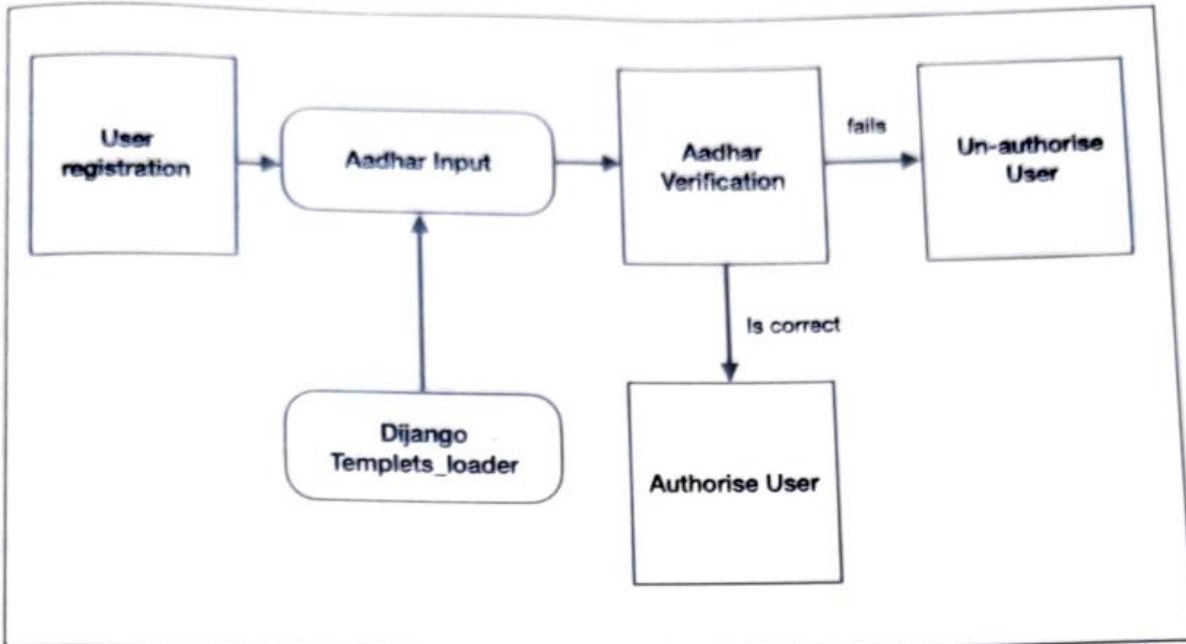 User
registration
Aadhar Input
Aadhar
Verification
fails
Un-authorise
User
Is correct
Dijango
Templets_loader
Authorise User